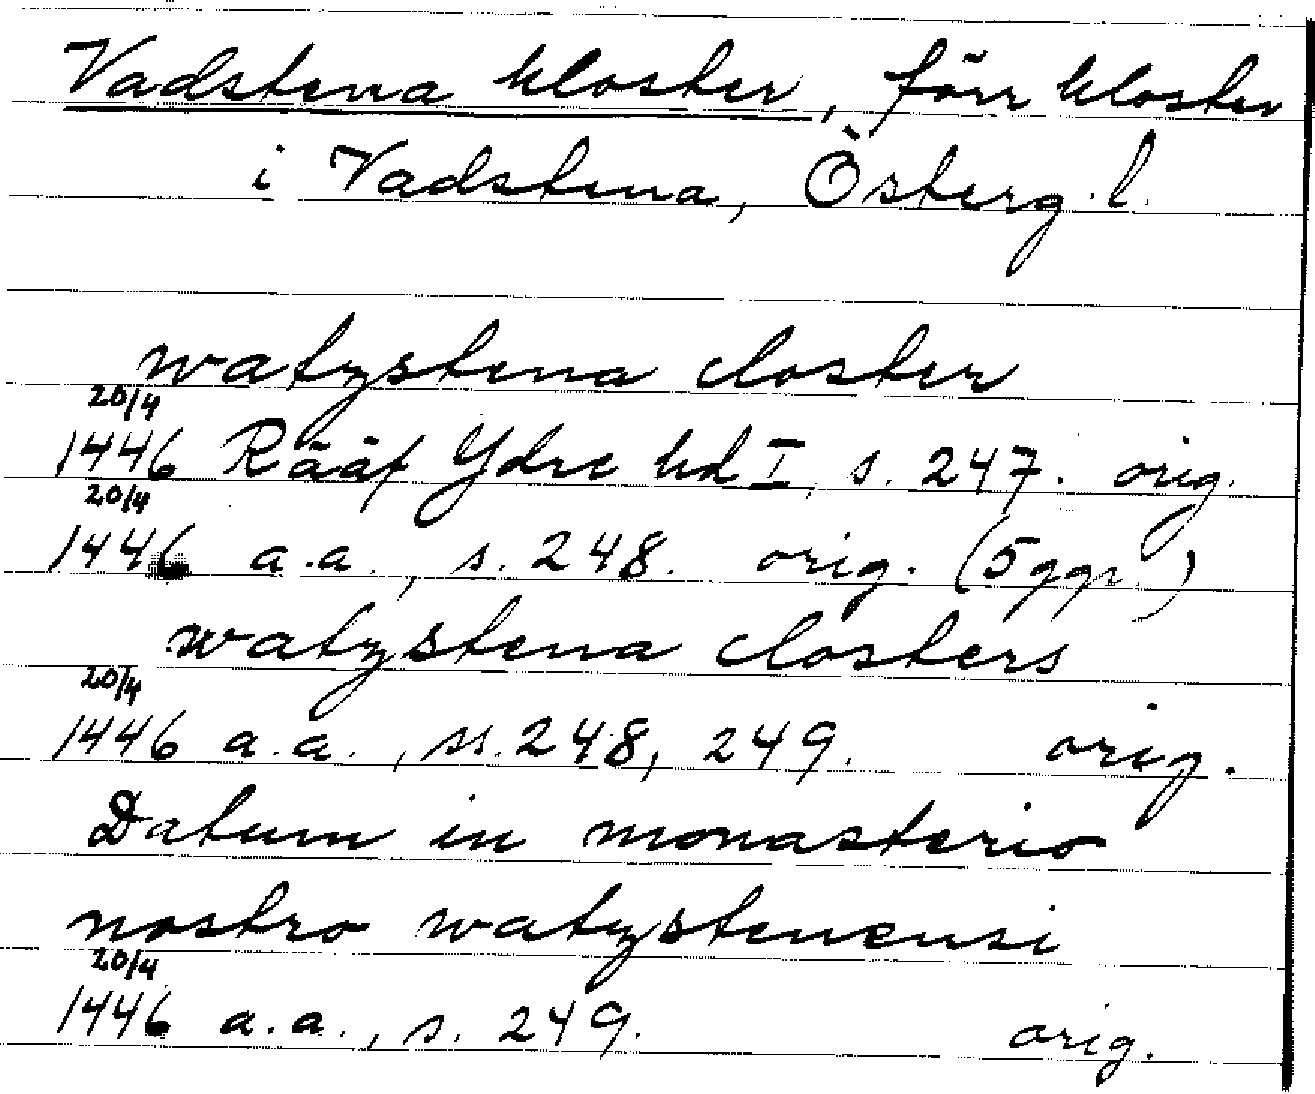 Vadstena kloster, förr kloster
i Vadstena, Österg. l.
watzstena closter
20/4
1446 Rääf Ydre hd I, s. 247. orig.
20/4
1446 a.a., s. 248. orig. (5 ggr.)
watzstena closters
20/4
1446 a.a., ss. 248, 249. orig.
Datum in monasterio
nostro watzstenensi
20/4
1446 a.a., s. 249. orig.